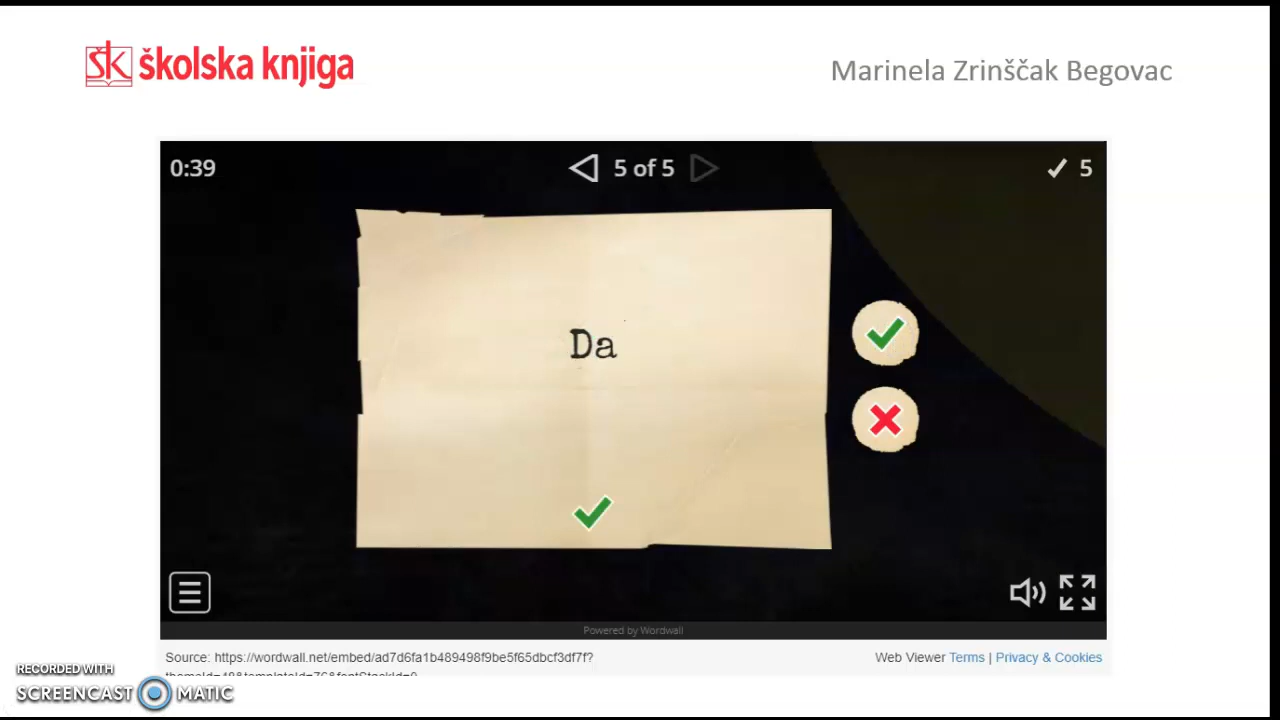 školska knjiga
Marinela Zrinščak Begovac
0:39
5 of 5
5
Da
Powered by Wordwall
Source: https://wordwall.net/embed/ad7d6fa1b489498f9be5f65dbcf3df7f?
Web Viewer Terms | Privacy & Cookies
RECORDED WITH
SCREENCAST MATIC